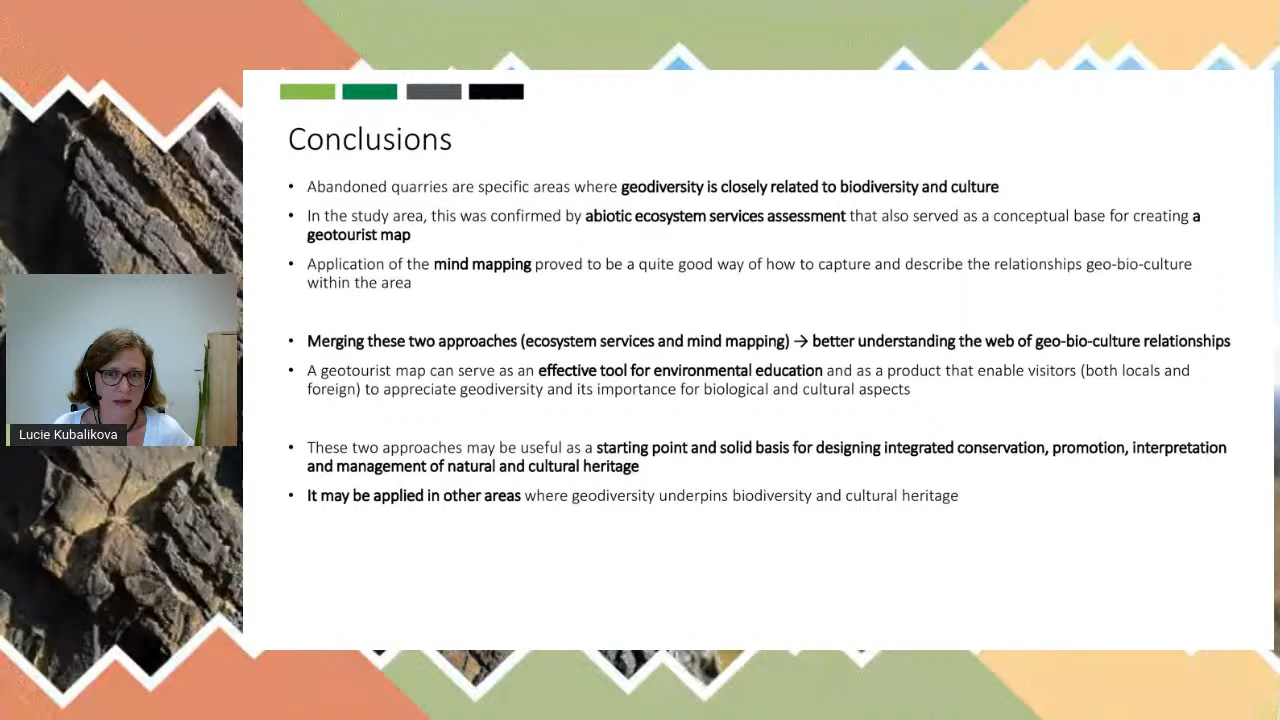 Conclusions
• Abandoned quarries are specific areas where geodiversity is closely related to biodiversity and culture
• In the study area, this was confirmed by abiotic ecosystem services assessment that also served as a conceptual base for creating a
geotourist map
• Application of the mind mapping proved to be a quite good way of how to capture and describe the relationships geo-bio-culture
within the area
• Merging these two approaches (ecosystem services and mind mapping) → better understanding the web of geo-bio-culture relationships
• A geotourist map can serve as an effective tool for environmental education and as a product that enable visitors (both locals and
foreign) to appreciate geodiversity and its importance for biological and cultural aspects
• These two approaches may be useful as a starting point and solid basis for designing integrated conservation, promotion, interpretation
and management of natural and cultural heritage
• It may be applied in other areas where geodiversity underpins biodiversity and cultural heritage
Lucie Kubalikova